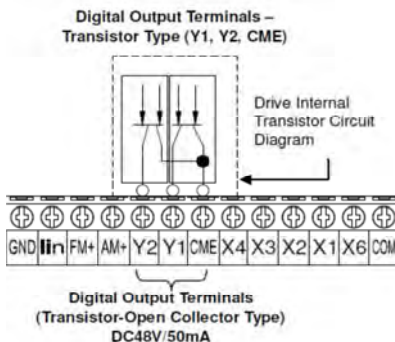 Digital Output Terminals –
Transistor Type (Y1, Y2, CME)
Drive Internal
Transistor Circuit
Diagram
GND Iin FM+ AM+ Y2 Y1 CME X4 X3 X2 X1 X6 COM
Digital Output Terminals
(Transistor-Open Collector Type)
DC48V/50mA